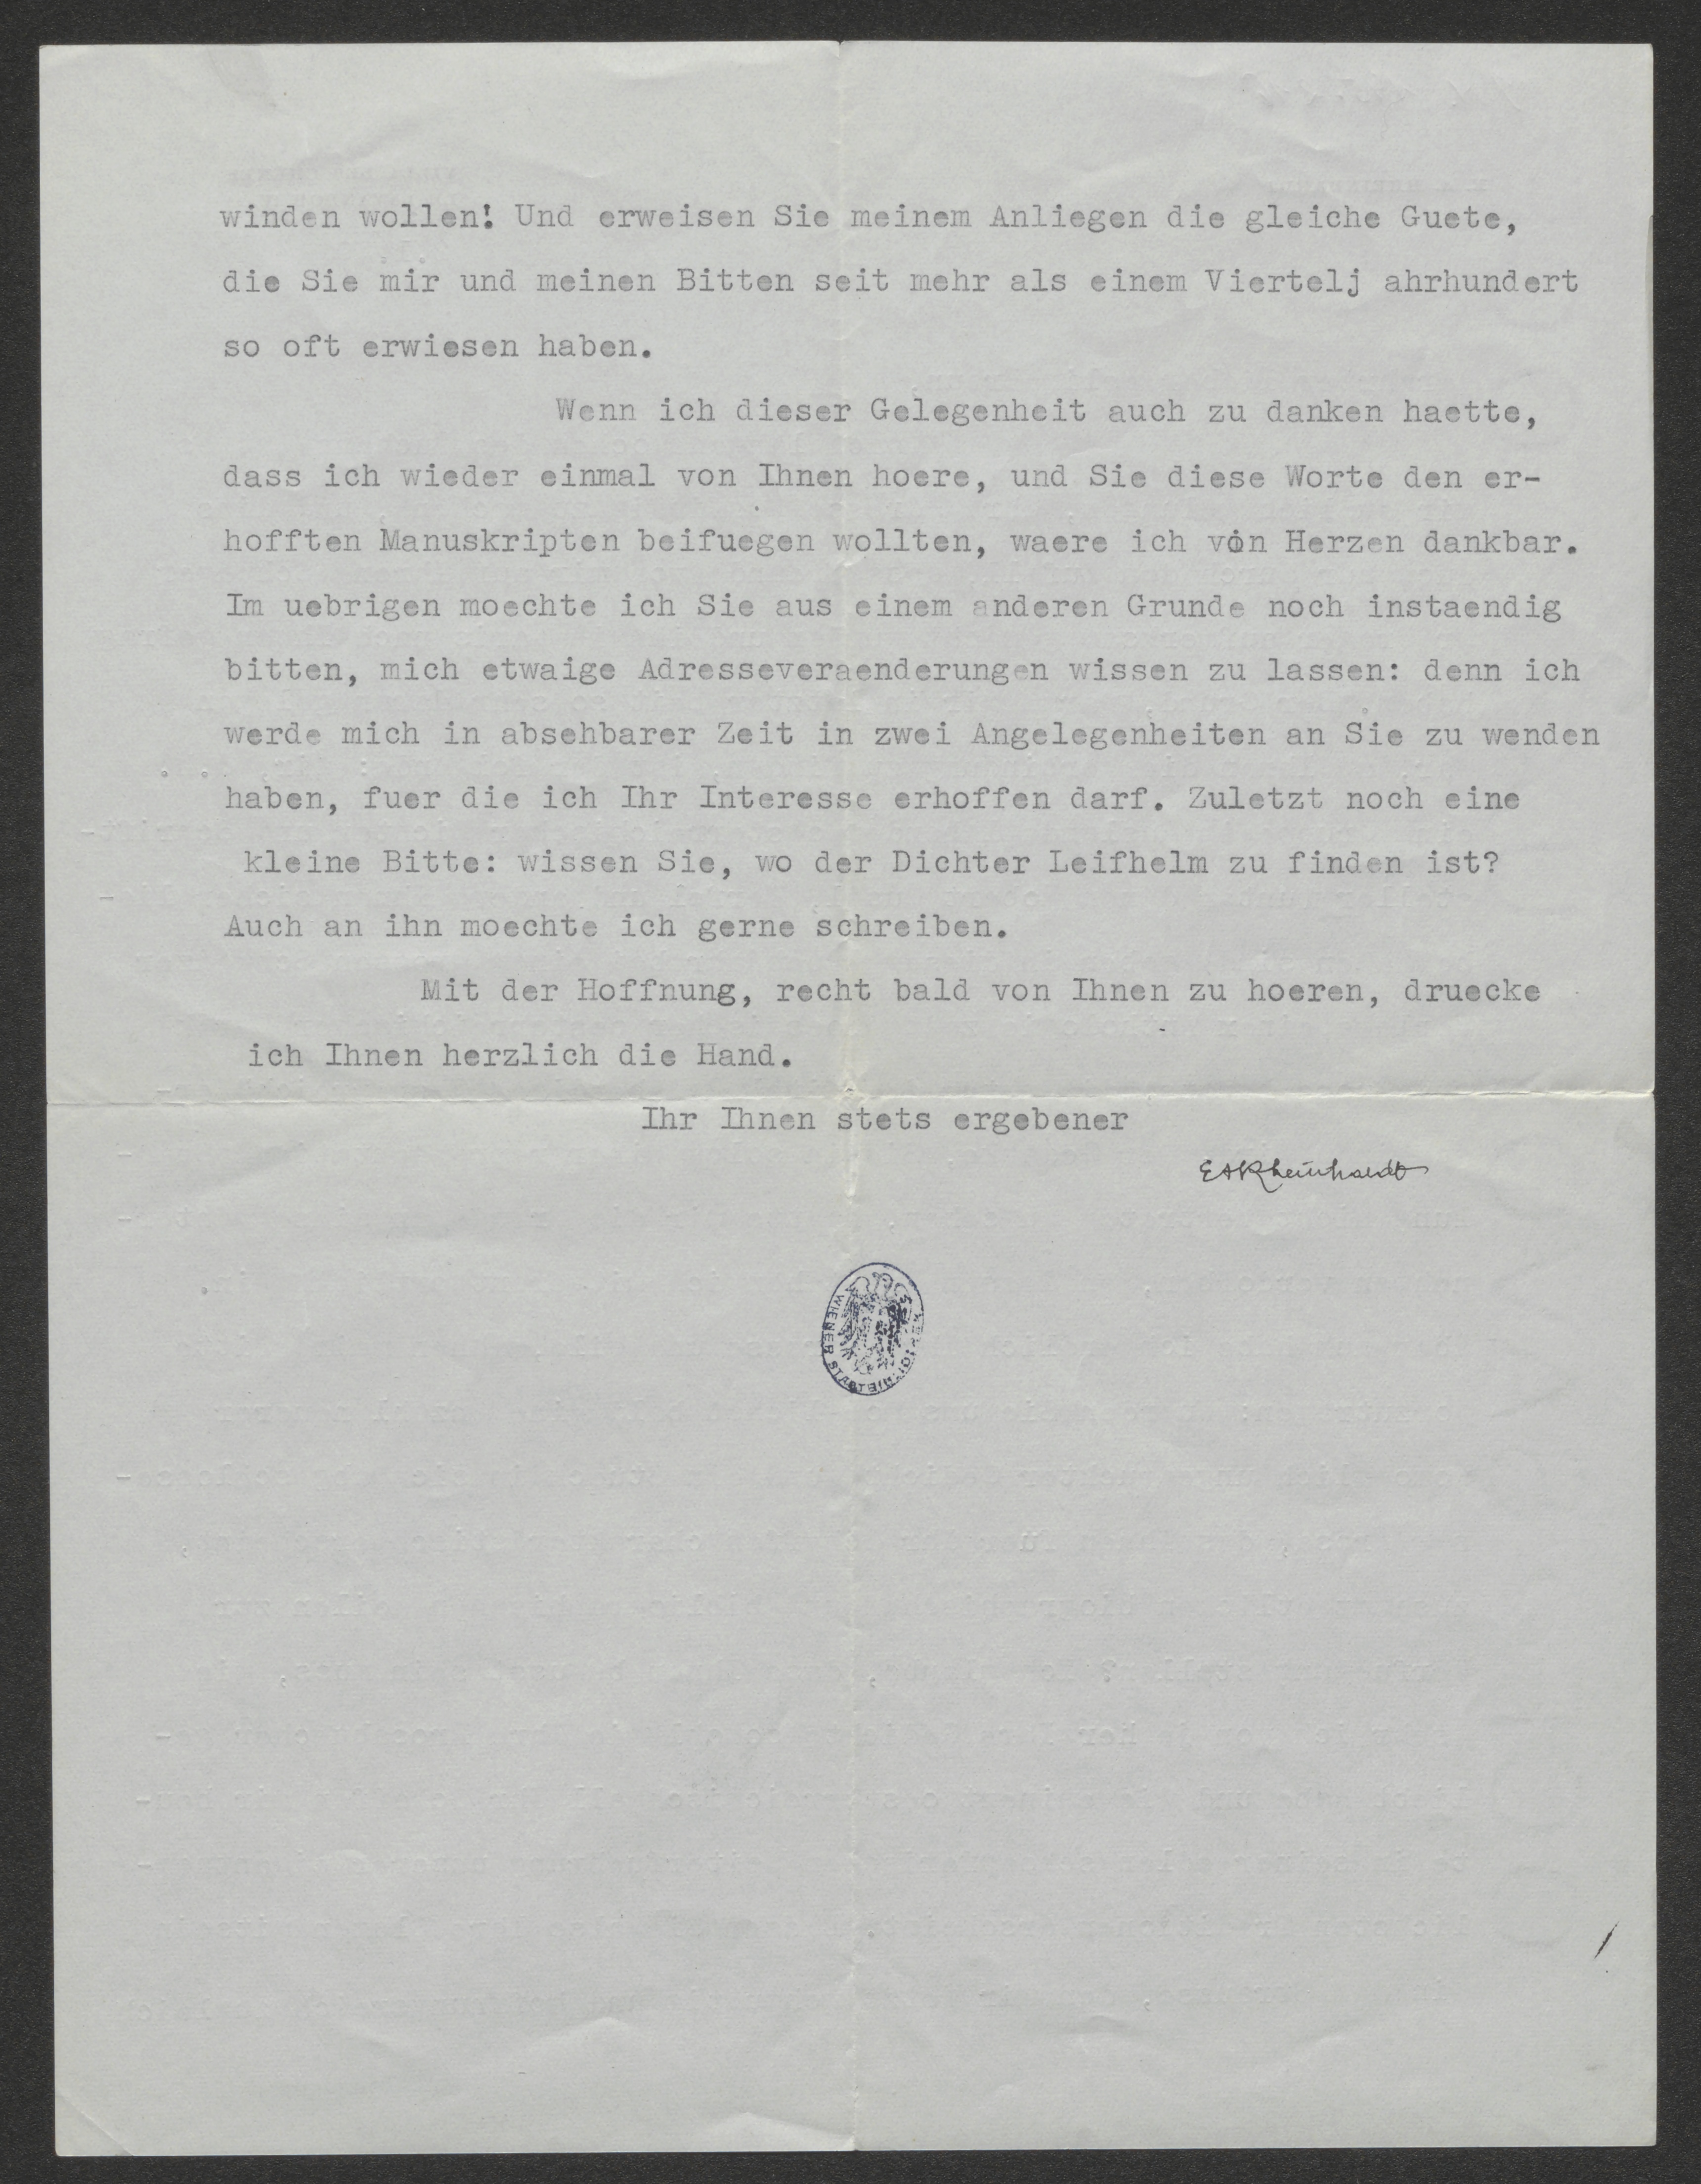 winden wollen! Und erweisen Sie meinem Anliegen die gleiche Guete,
die Sie mir und meinen Bitten seit mehr als einem Viertelj ahrhundert
so oft erwiesen haben.
Wenn ich dieser Gelegenheit auch zu danken haette,
dass ich wieder einmal von Ihnen hoere, und Sie diese Worte den er-
hofften Manuskripten beifuegen wollten, waere ich von Herzen dankbar.
Im uebrigen moechte ich Sie aus einem anderen Grunde noch instaendig
bitten, mich etwaige Adresseveraenderungen wissen zu lassen: denn ich
werde mich in absehbarer Zeit in zwei Angelegenheiten an Sie zu wenden
haben, fuer die ich Ihr Interesse erhoffen darf. Zuletzt noch eine
kleine Bitte: wissen Sie, wo der Dichter Leifhelm zu finden ist?
Auch an ihn moechte ich gerne schreiben.
Mit der Hoffnung, recht bald von Ihnen zu hoeren, druecke
ich Ihnen herzlich die Hand.
Ihr Ihnen stets ergebener
EARheinhardt
WIENER